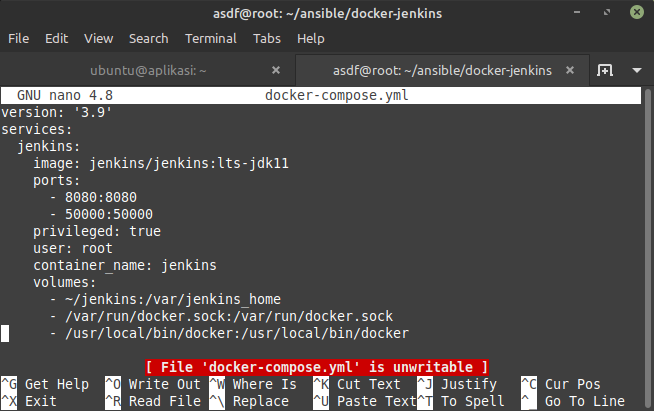 asdf@root: ~/ansible/docker-jenkins
File Edit View Search Terminal Tabs Help
ubuntu@aplikasi: ~ × asdf@root: ~/ansible/docker-jenkins ×
GNU nano 4.8 docker-compose.yml
version: '3.9'
services:
  jenkins:
    image: jenkins/jenkins:lts-jdk11
    ports:
      - 8080:8080
      - 50000:50000
    privileged: true
    user: root
    container_name: jenkins
    volumes:
      - ~/jenkins:/var/jenkins_home
      - /var/run/docker.sock:/var/run/docker.sock
      - /usr/local/bin/docker:/usr/local/bin/docker
[ File 'docker-compose.yml' is unwritable ]
^G Get Help ^O Write Out ^W Where Is ^K Cut Text ^J Justify ^C Cur Pos
^X Exit ^R Read File ^\ Replace ^U Paste Text ^T To Spell ^_ Go To Line